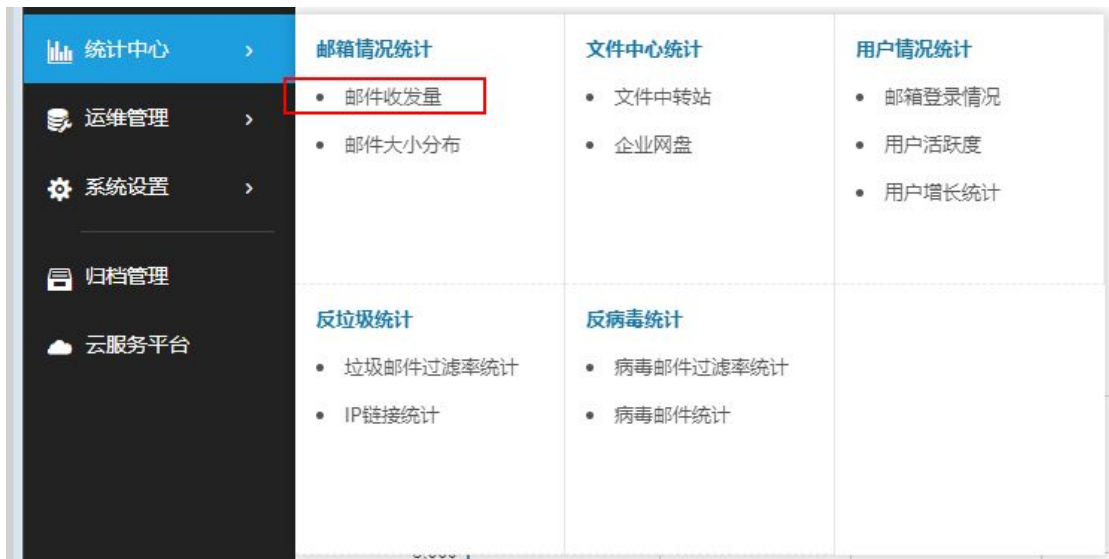 统计中心
运维管理
系统设置
归档管理
云服务平台
邮箱情况统计
邮件收发量
邮件大小分布
文件中心统计
文件中转站
企业网盘
用户情况统计
邮箱登录情况
用户活跃度
用户增长统计
反垃圾统计
垃圾邮件过滤率统计
IP链接统计
反病毒统计
病毒邮件过滤率统计
病毒邮件统计